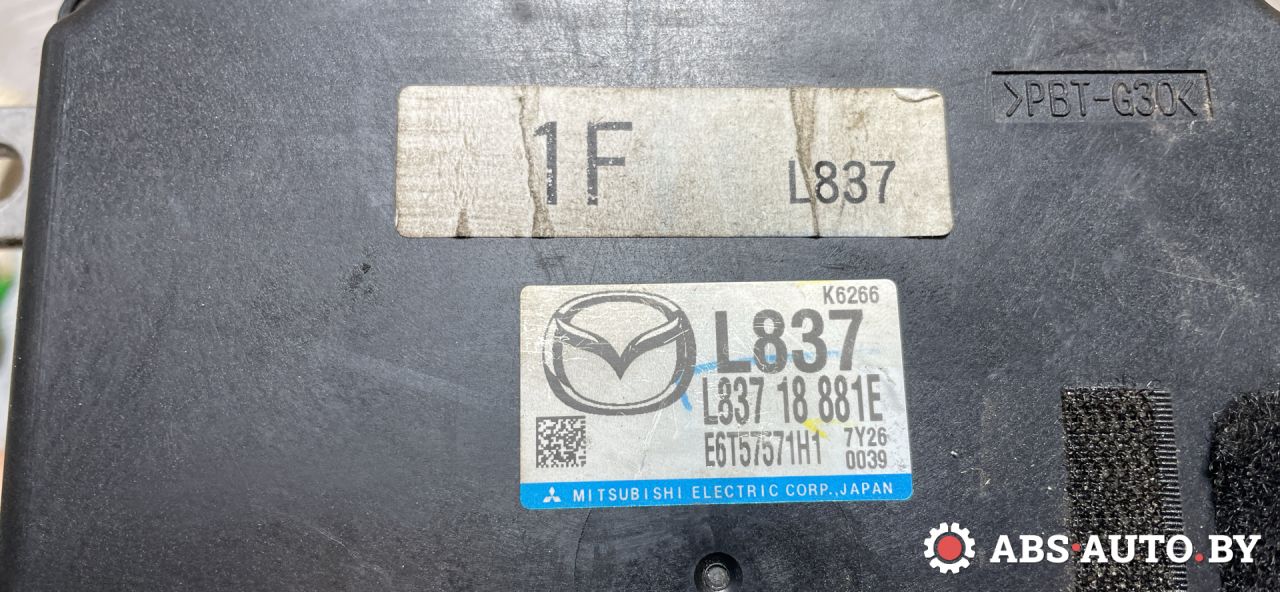 >PBT-G30<
1F
L837
K6266
L837
L837 18 881E
E6T57571H1
7Y26
0039
MITSUBISHI ELECTRIC CORP., JAPAN
ABS·AUTO.BY